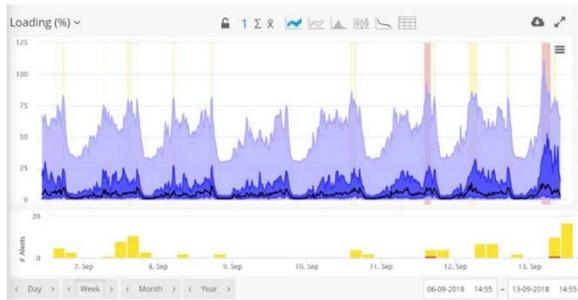 Loading (%)
1 Σ x̄
125
100
75
50
25
0
20
# Alerts
0
7. Sep 8. Sep 9. Sep 10. Sep 11. Sep 12. Sep 13. Sep
‹ Day › ‹ Week › ‹ Month › ‹ Year › 06-09-2018 14:55 – 13-09-2018 14:55